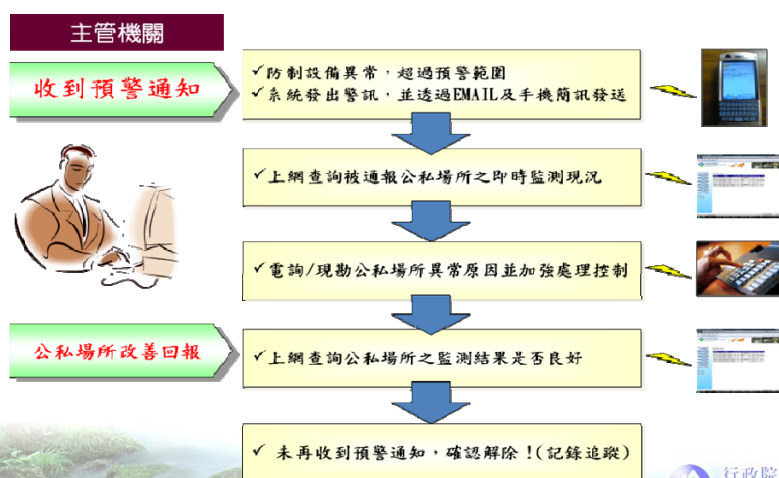 主管機關
收到預警通知
✓防制設備異常，超過預警範圍
✓系統發出警訊，並透過EMAIL及手機簡訊發送
✓上網查詢被通報公私場所之即時監測現況
✓電詢/現勘公私場所異常原因並加強處理控制
公私場所改善回報
✓上網查詢公私場所之監測結果是否良好
✓ 未再收到預警通知，確認解除！(記錄追蹤)
行政院